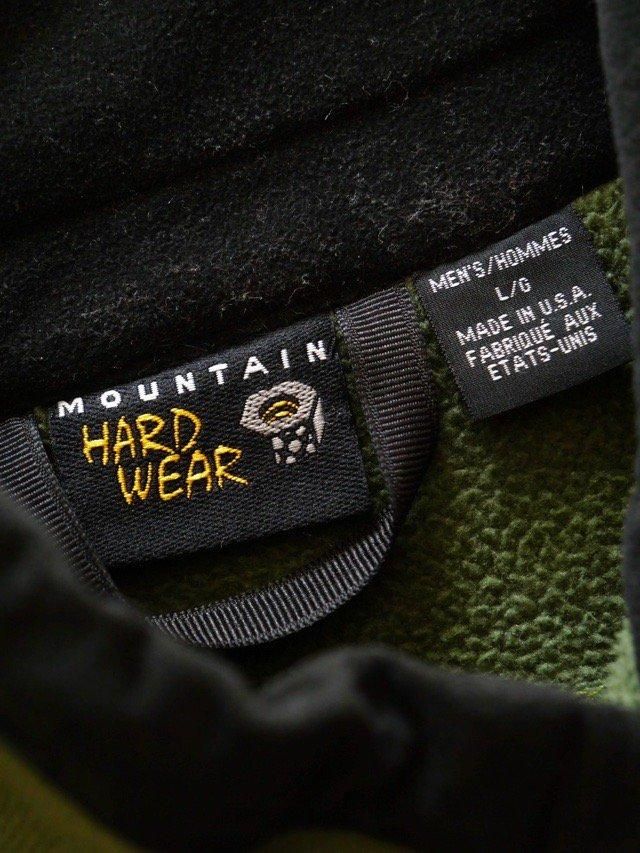 MOUNTAIN
HARD
WEAR
MEN'S/HOMMES
L/G
MADE IN U.S.A.
FABRIQUÉ AUX
ETATS-UNIS